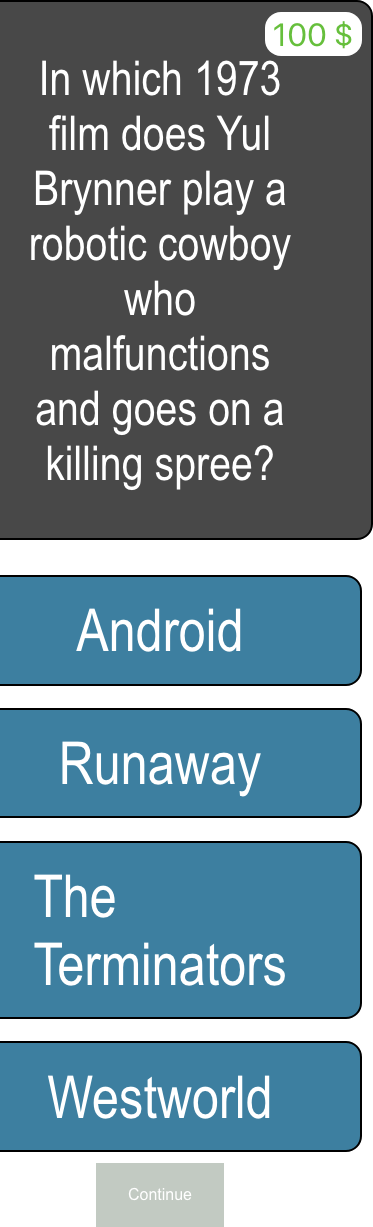 100 $
In which 1973
film does Yul
Brynner play a
robotic cowboy
who
malfunctions
and goes on a
killing spree?
Android
Runaway
The
Terminators
Westworld
Continue